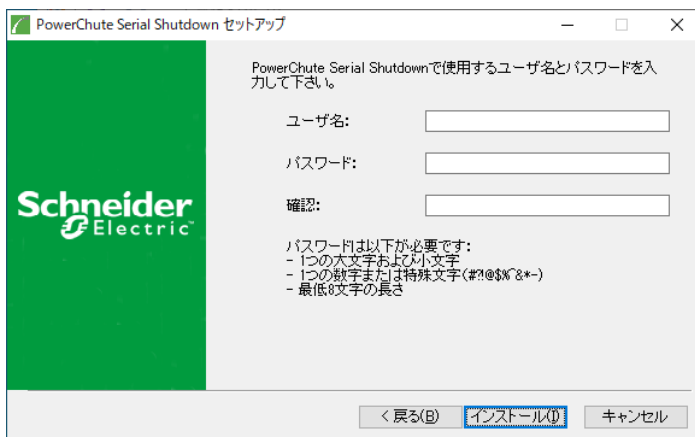 PowerChute Serial Shutdown セットアップ
PowerChute Serial Shutdownで使用するユーザ名とパスワードを入
力して下さい。
ユーザ名:
パスワード:
確認:
Schneider
Electric
パスワードは以下が必要です:
- 1つの大文字および小文字
- 1つの数字または特殊文字(#?!@$%^&*-)
- 最低8文字の長さ
< 戻る(B) インストール(I) キャンセル